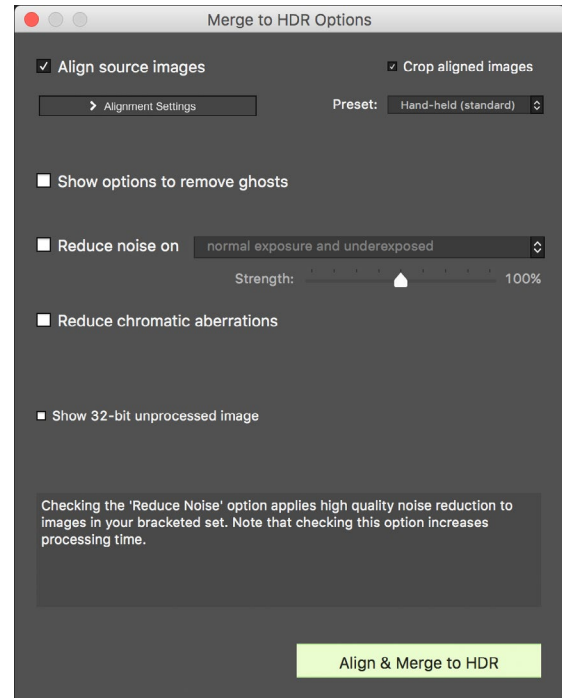 Merge to HDR Options
Align source images
Crop aligned images
Alignment Settings
Preset:
Hand-held (standard)
Show options to remove ghosts
Reduce noise on
normal exposure and underexposed
Strength:
100%
Reduce chromatic aberrations
Show 32-bit unprocessed image
Checking the 'Reduce Noise' option applies high quality noise reduction to
images in your bracketed set. Note that checking this option increases
processing time.
Align & Merge to HDR